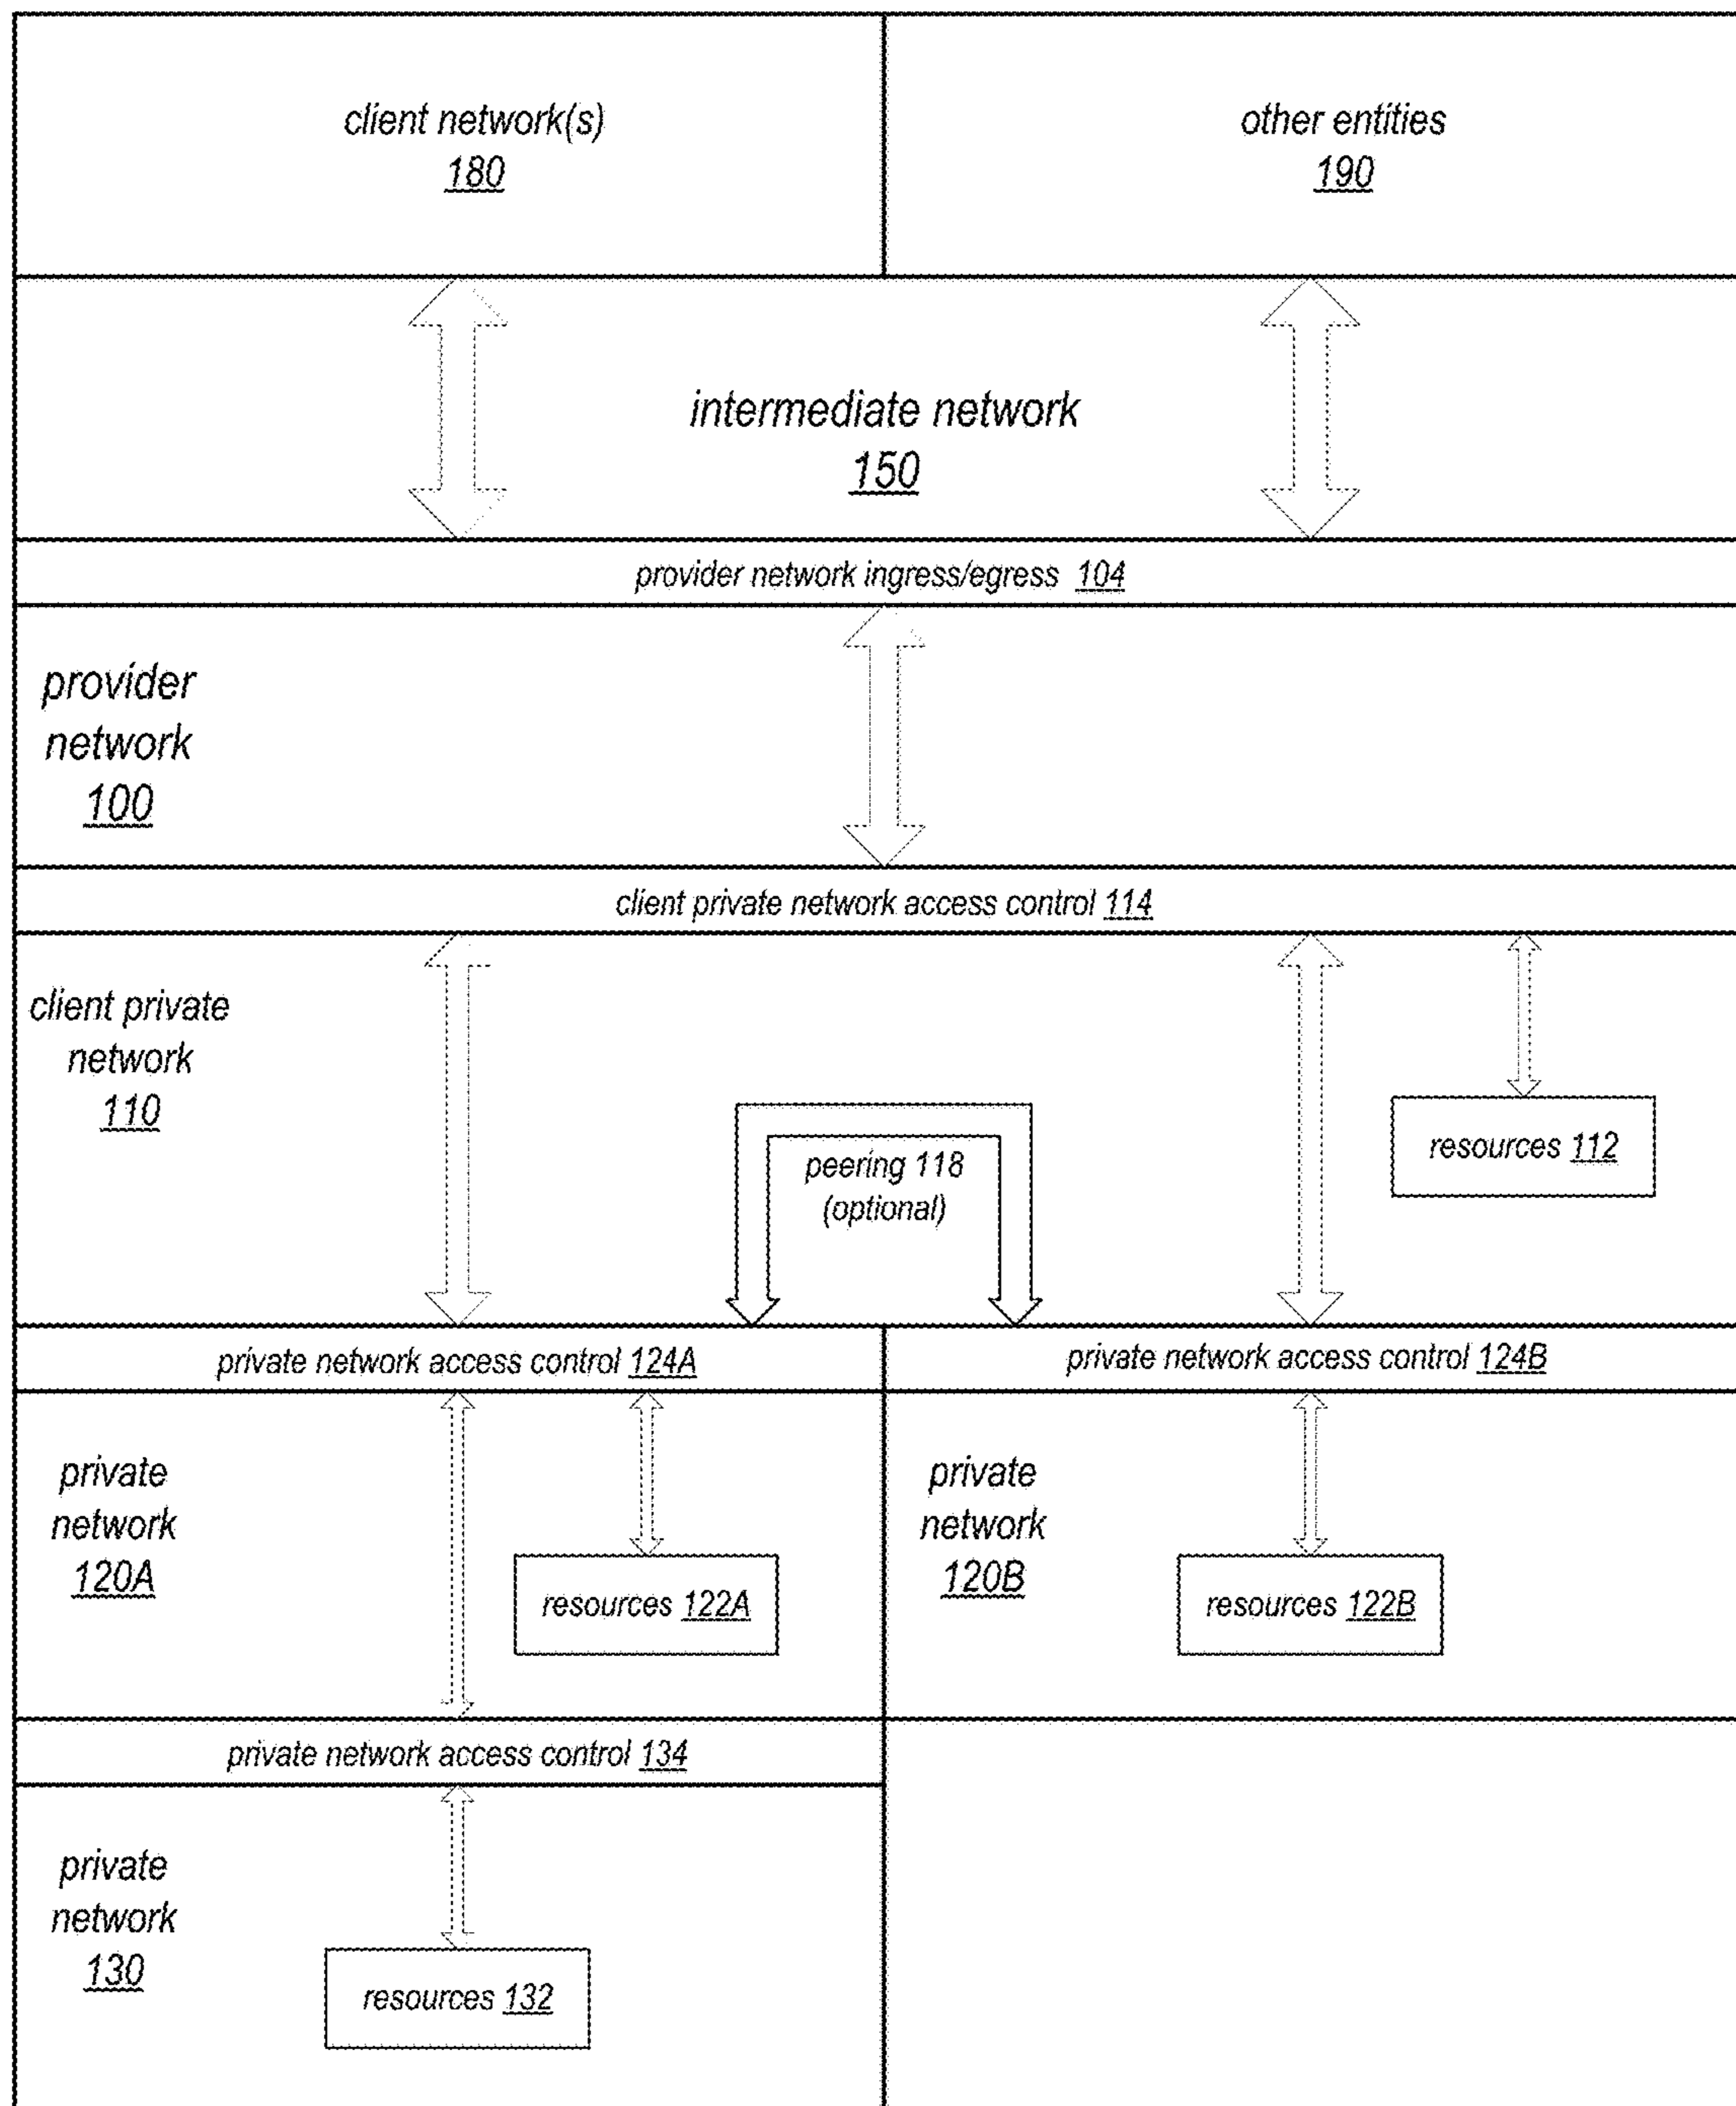 client network(s)
180
other entities
190
intermediate network
150
provider network ingress/egress 104
provider
network
100
client private network access control 114
client private
network
110
resources 112
peering 118
(optional)
private network access control 124A
private network access control 124B
private
network
120A
resources 122A
private
network
120B
resources 122B
private network access control 134
private
network
130
resources 132